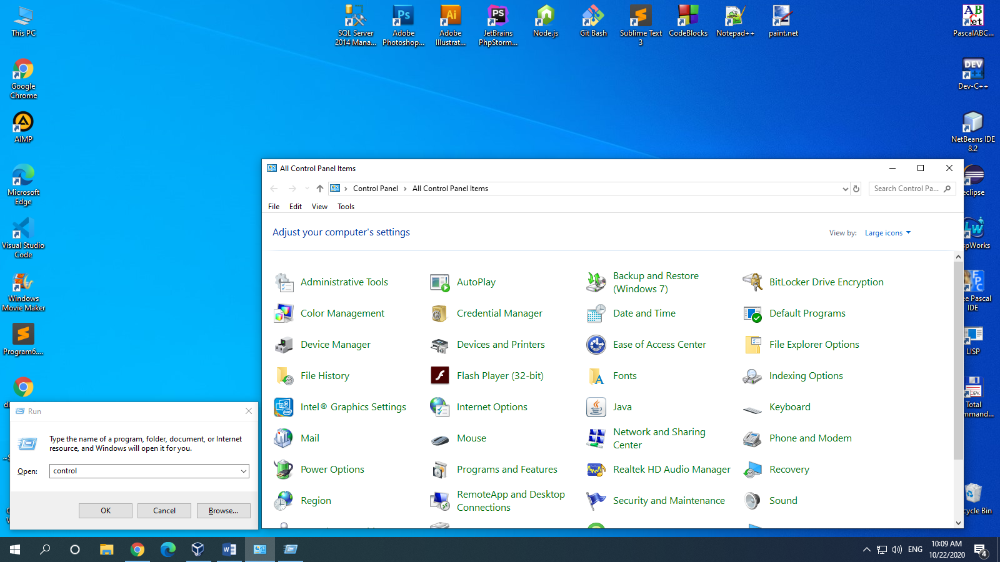 This PC
Google
Chrome
AIMP
Microsoft
Edge
Visual Studio
Code
Windows
Movie Maker
Program6....
SQL Server
2014 Mana...
Adobe
Photoshop...
Adobe
Illustrat...
JetBrains
PhpStorm...
Node.js
Git Bash
Sublime Text
3
CodeBlocks
Notepad++
paint.net
PascalABC...
DEV
Dev-C++
NetBeans IDE
8.2
eclipse
IDE
LISP
Total
All Control Panel Items
Control Panel
All Control Panel Items
Search Control Pa...
File Edit View Tools
Adjust your computer's settings
View by: Large icons
Administrative Tools
AutoPlay
Backup and Restore
(Windows 7)
BitLocker Drive Encryption
Color Management
Credential Manager
Date and Time
Default Programs
Device Manager
Devices and Printers
Ease of Access Center
File Explorer Options
File History
Flash Player (32-bit)
Fonts
Indexing Options
Intel® Graphics Settings
Internet Options
Java
Keyboard
Mail
Mouse
Network and Sharing
Center
Phone and Modem
Power Options
Programs and Features
Realtek HD Audio Manager
Recovery
Region
RemoteApp and Desktop
Connections
Security and Maintenance
Sound
Run
Type the name of a program, folder, document, or Internet
resource, and Windows will open it for you.
Open: control
OK Cancel Browse...
ENG
10:09 AM
10/22/2020
4